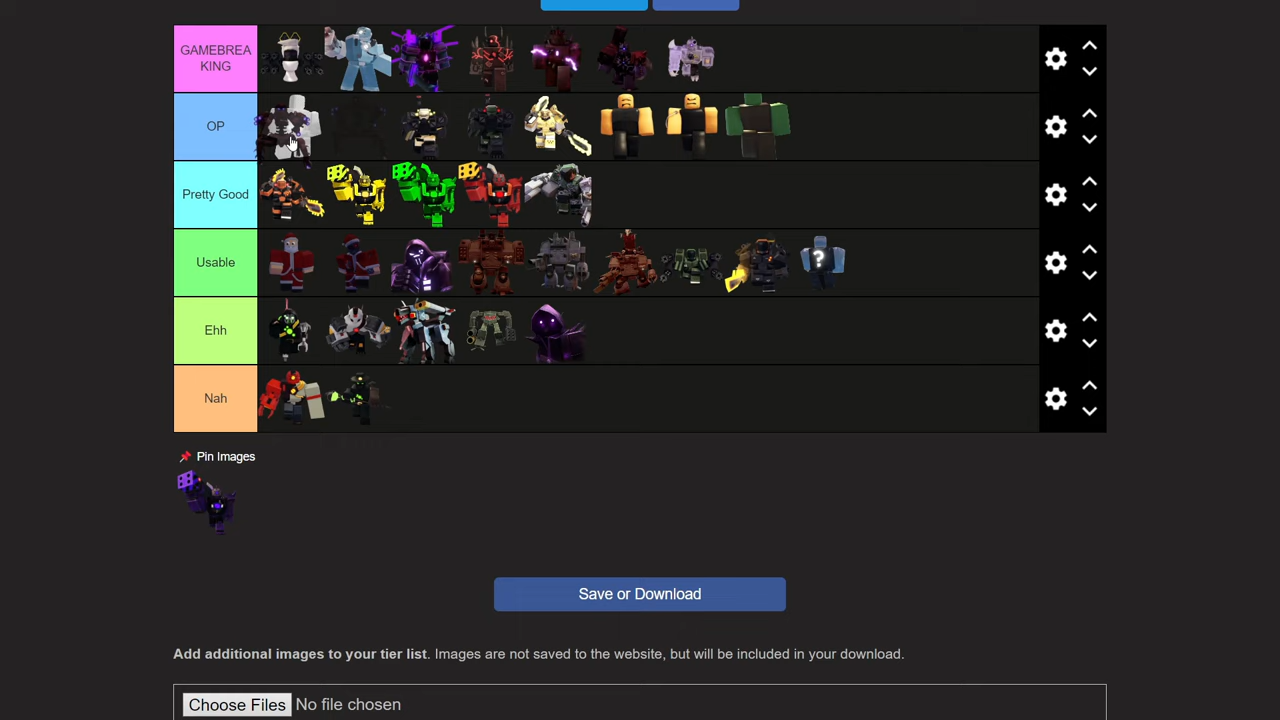 GAMEBREA
KING
OP
Pretty Good
Usable
?
Ehh
Nah
Pin Images
Save or Download
Add additional images to your tier list. Images are not saved to the website, but will be included in your download.
Choose Files No file chosen